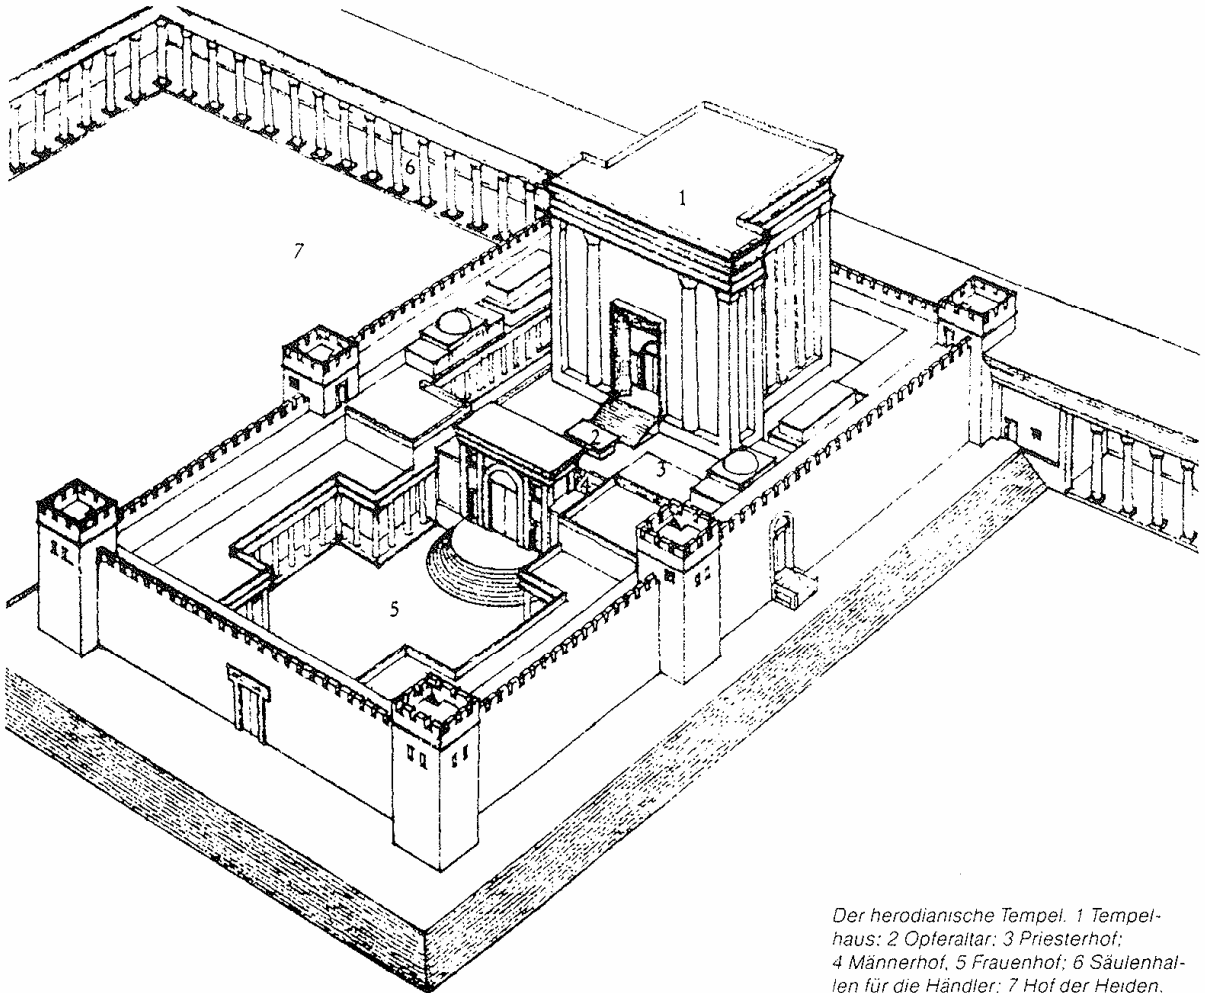 1
6
7
2
3
4
5
Der herodianische Tempel. 1 Tempel-
haus; 2 Opferaltar; 3 Priesterhof;
4 Männerhof, 5 Frauenhof; 6 Säulenhal-
len für die Händler; 7 Hof der Heiden.